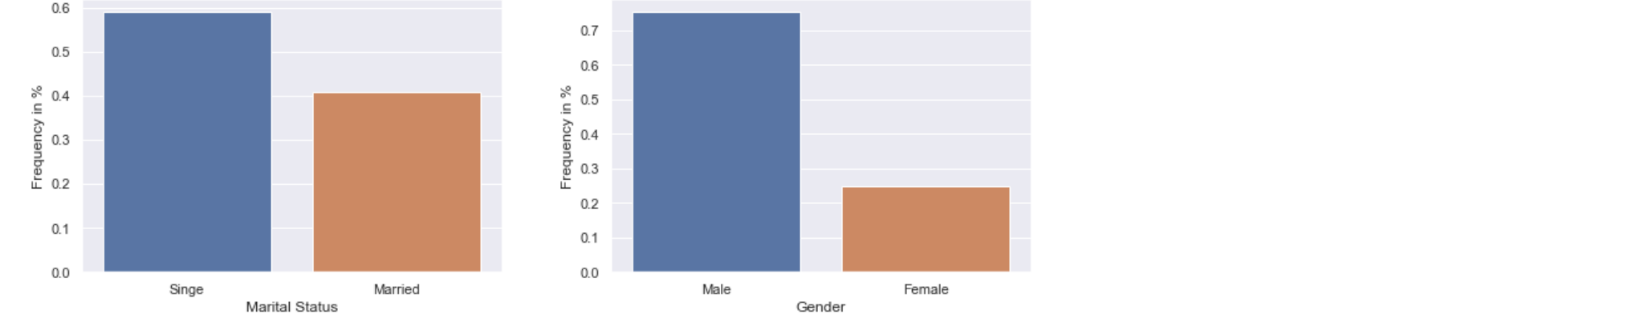 Frequency in %
0.6
0.5
0.4
0.3
0.2
0.1
0.0
Singe
Married
Marital Status
Frequency in %
0.7
0.6
0.5
0.4
0.3
0.2
0.1
0.0
Male
Female
Gender